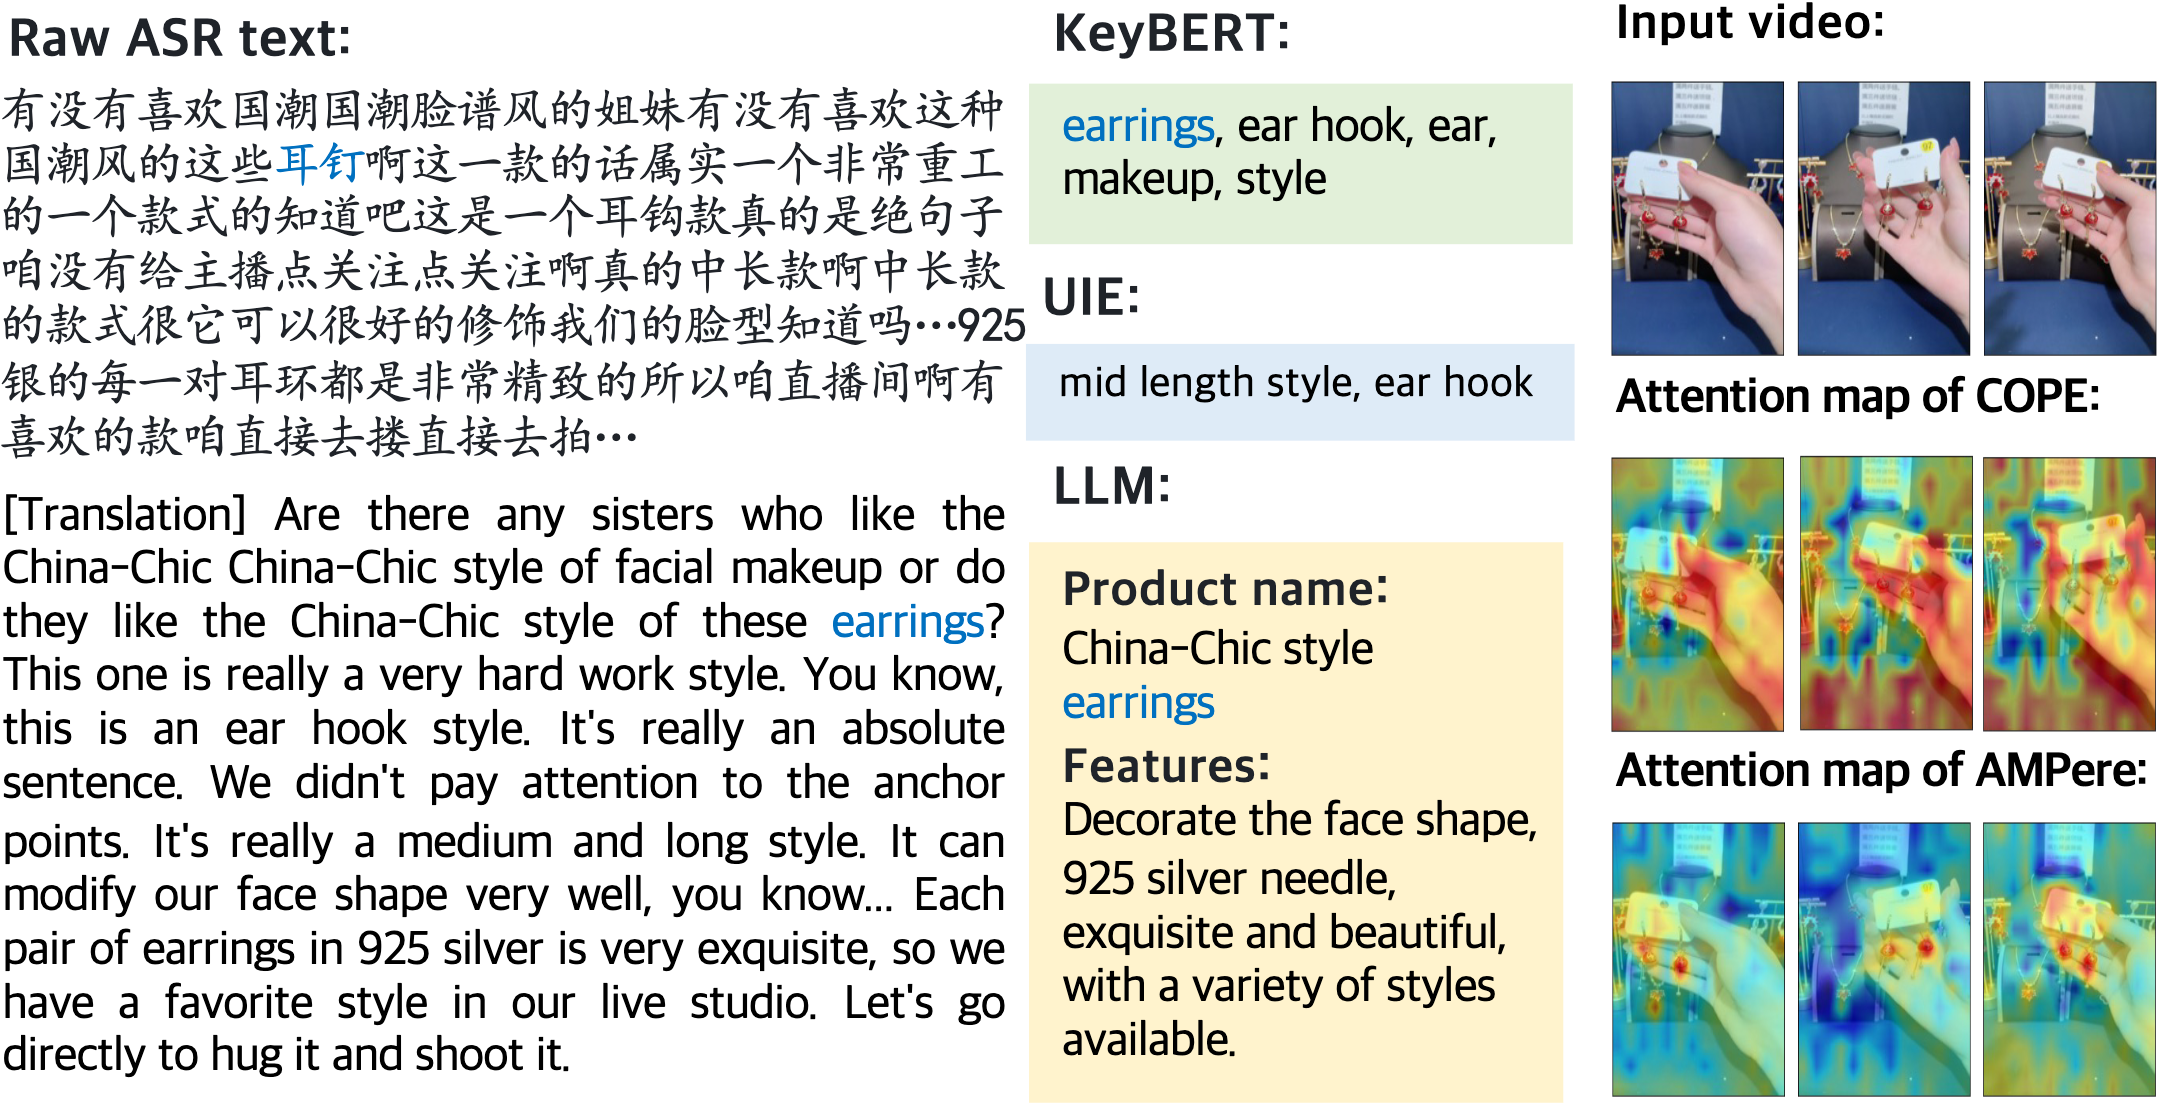 Raw ASR text:
有没有喜欢国潮国潮脸谱风的姐妹有没有喜欢这种
国潮风的这些耳钉啊这一款的话属实一个非常重工
的一个款式的知道吧这是一个耳钩款真的是绝句子
咱没有给主播点关注点关注啊真的中长款啊中长款
的款式很它可以很好的修饰我们的脸型知道吗…925
银的每一对耳环都是非常精致的所以咱直播间啊有
喜欢的款咱直接去搂直接去拍…
[Translation] Are there any sisters who like the
China-Chic China-Chic style of facial makeup or do
they like the China-Chic style of these earrings?
This one is really a very hard work style. You know,
this is an ear hook style. It's really an absolute
sentence. We didn't pay attention to the anchor
points. It's really a medium and long style. It can
modify our face shape very well, you know... Each
pair of earrings in 925 silver is very exquisite, so we
have a favorite style in our live studio. Let's go
directly to hug it and shoot it.
KeyBERT:
earrings, ear hook, ear,
makeup, style
UIE:
mid length style, ear hook
LLM:
Product name:
China-Chic style
earrings
Features:
Decorate the face shape,
925 silver needle,
exquisite and beautiful,
with a variety of styles
available.
Input video:
Attention map of COPE:
Attention map of AMPere: